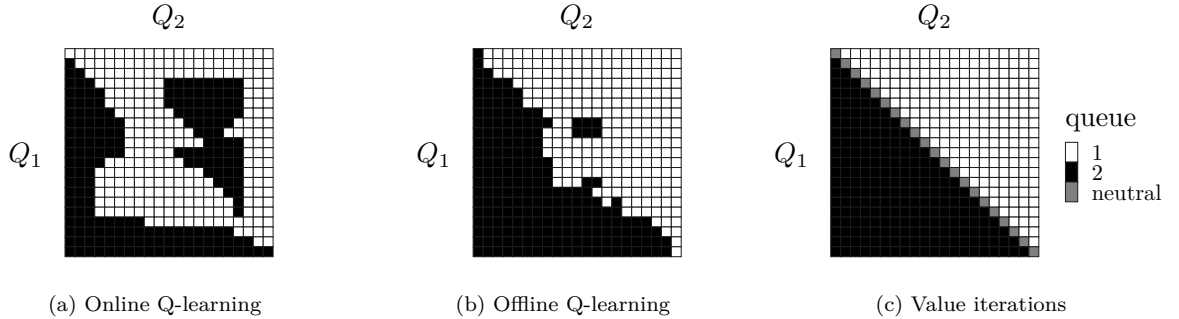 Q2 Q2 Q2
Q1 Q1 Q1
queue
1
2
neutral
(a) Online Q-learning (b) Offline Q-learning (c) Value iterations